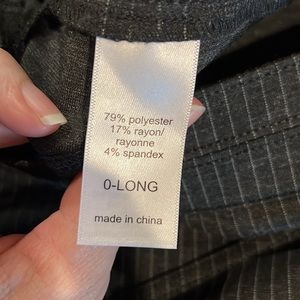 79% polyester
17% rayon/
rayonne
4% spandex
0-LONG
made in china